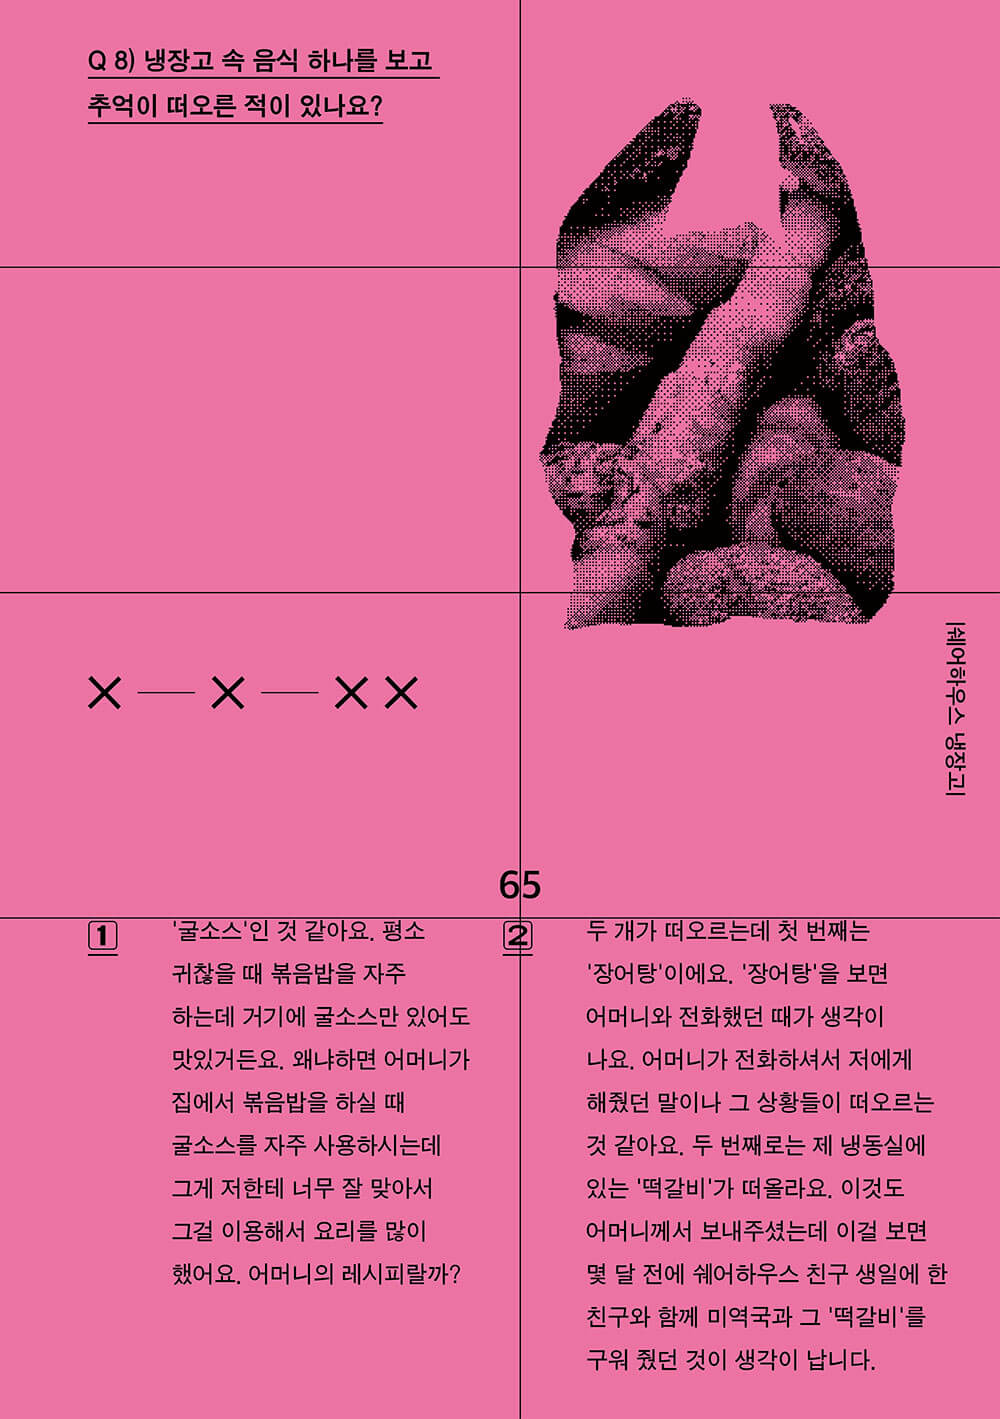 Q 8) 냉장고 속 음식 하나를 보고
추억이 떠오른 적이 있나요?
|쉐어하우스 냉장고|
65
1
'굴소스'인 것 같아요. 평소
귀찮을 때 볶음밥을 자주
하는데 거기에 굴소스만 있어도
맛있거든요. 왜냐하면 어머니가
집에서 볶음밥을 하실 때
굴소스를 자주 사용하시는데
그게 저한테 너무 잘 맞아서
그걸 이용해서 요리를 많이
했어요. 어머니의 레시피랄까?
2
두 개가 떠오르는데 첫 번째는
'장어탕'이에요. '장어탕'을 보면
어머니와 전화했던 때가 생각이
나요. 어머니가 전화하셔서 저에게
해줬던 말이나 그 상황들이 떠오르는
것 같아요. 두 번째로는 제 냉동실에
있는 '떡갈비'가 떠올라요. 이것도
어머니께서 보내주셨는데 이걸 보면
몇 달 전에 쉐어하우스 친구 생일에 한
친구와 함께 미역국과 그 '떡갈비'를
구워 줬던 것이 생각이 납니다.